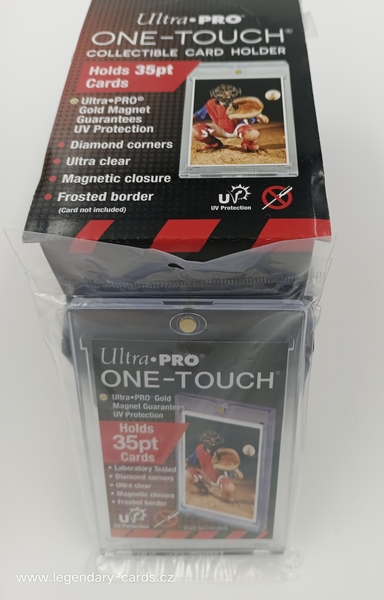 Ultra•PRO®
ONE-TOUCH®
COLLECTIBLE CARD HOLDER
Holds 35pt
Cards
Ultra•PRO®
Gold Magnet
Guarantees
UV Protection
• Diamond corners
• Ultra clear
• Magnetic closure
• Frosted border
(Card not included)
UV
UV Protection
Ultra•PRO®
ONE-TOUCH®
Ultra•PRO® Gold
Magnet Guarantees
UV Protection
Holds
35pt
Cards
• Laboratory Tested
• Diamond corners
• Ultra clear
• Magnetic closure
• Frosted border
UV
UV Protection
www.legendary-cards.cz